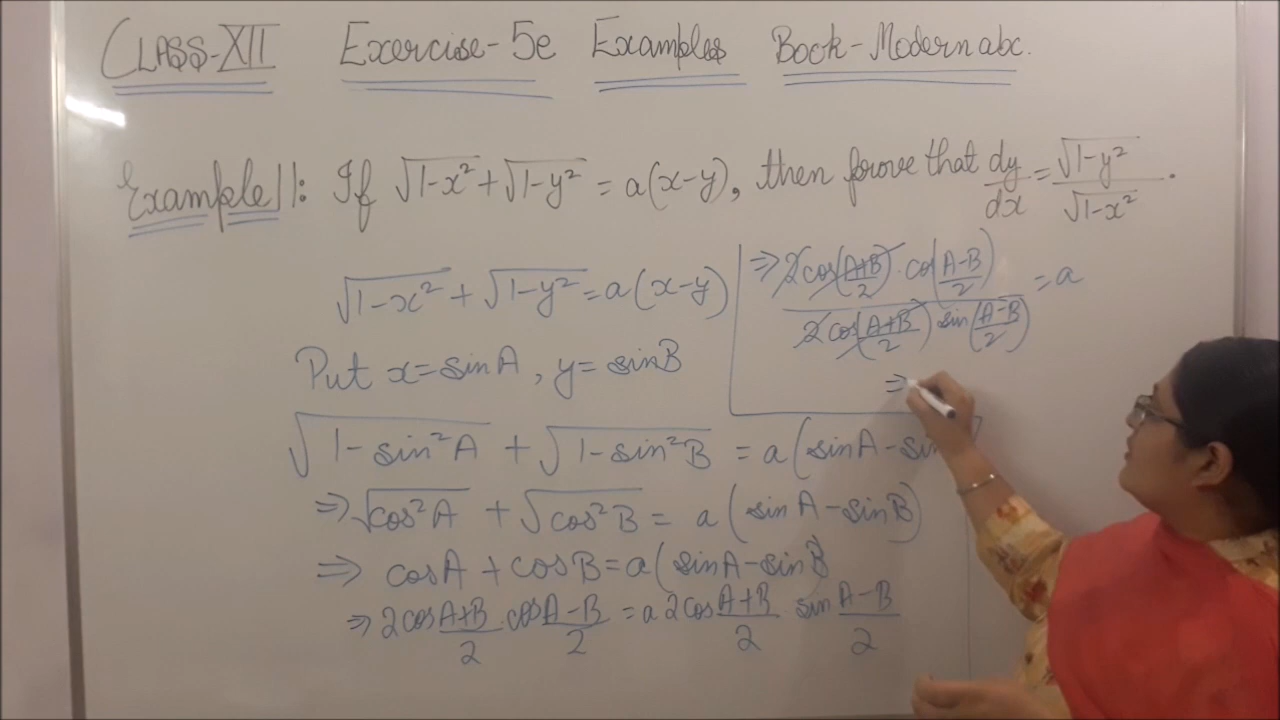 CLASS-XII Exercise-5e Examples Book-Modern abc.
Example 11: If √(1-x²) + √(1-y²) = a(x-y), then prove that dy/dx = √(1-y²)/√(1-x²).
√(1-x²) + √(1-y²) = a(x-y)
Put x = sinA, y = sinB
√(1-sin²A) + √(1-sin²B) = a(sinA - sin
⇒ √(cos²A) + √(cos²B) = a(sinA - sinB)
⇒ cosA + cosB = a(sinA - sinB)
⇒ 2cos A+B/2 . cos A-B/2 = a 2cos A+B/2 sin A-B/2
⇒ 2cos(A+B/2) . cos(A-B/2) / 2cos(A+B/2) sin(A-B/2) = a
⇒